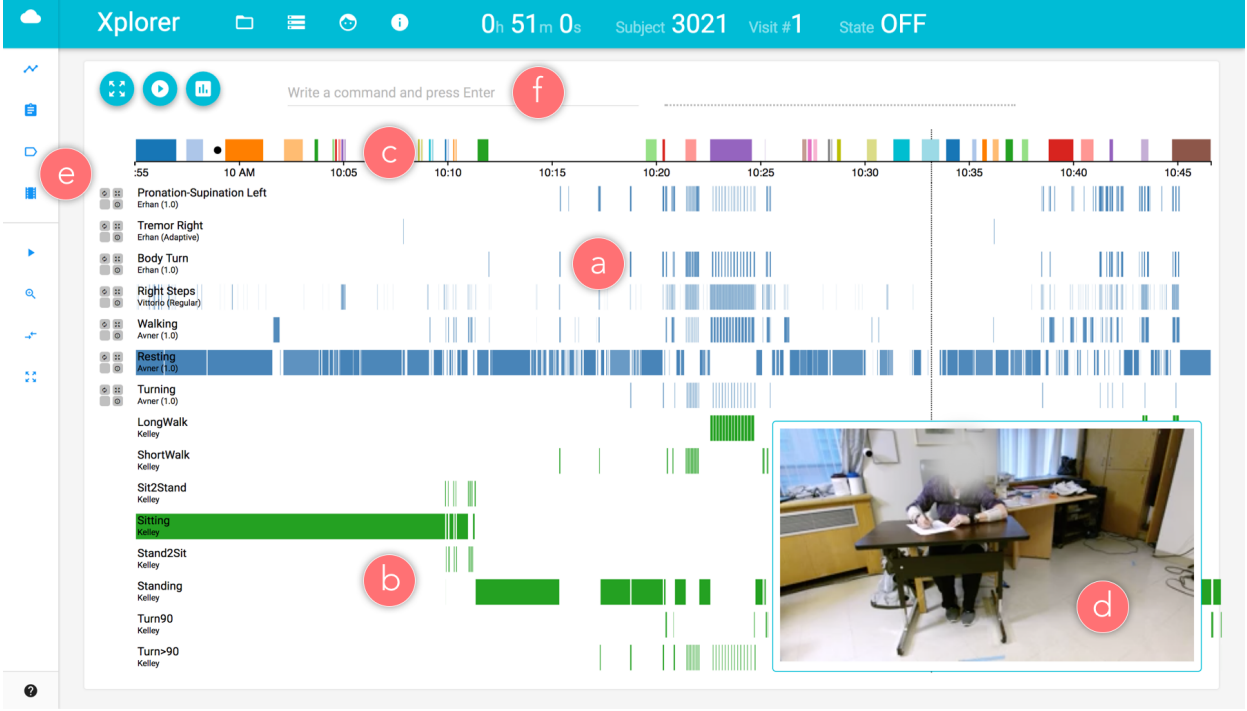 Xplorer
0h 51m 0s
Subject 3021
Visit #1
State OFF
Write a command and press Enter
f
c
e
:55
10 AM
10:05
10:10
10:15
10:20
10:25
10:30
10:35
10:40
10:45
Pronation-Supination Left
Erhan (1.0)
Tremor Right
Erhan (Adaptive)
Body Turn
Erhan (1.0)
a
Right Steps
Vittorio (Regular)
Walking
Avner (1.0)
Resting
Avner (1.0)
Turning
Avner (1.0)
LongWalk
Kelley
ShortWalk
Kelley
Sit2Stand
Kelley
Sitting
Kelley
Stand2Sit
Kelley
b
Standing
Kelley
d
Turn90
Kelley
Turn>90
Kelley